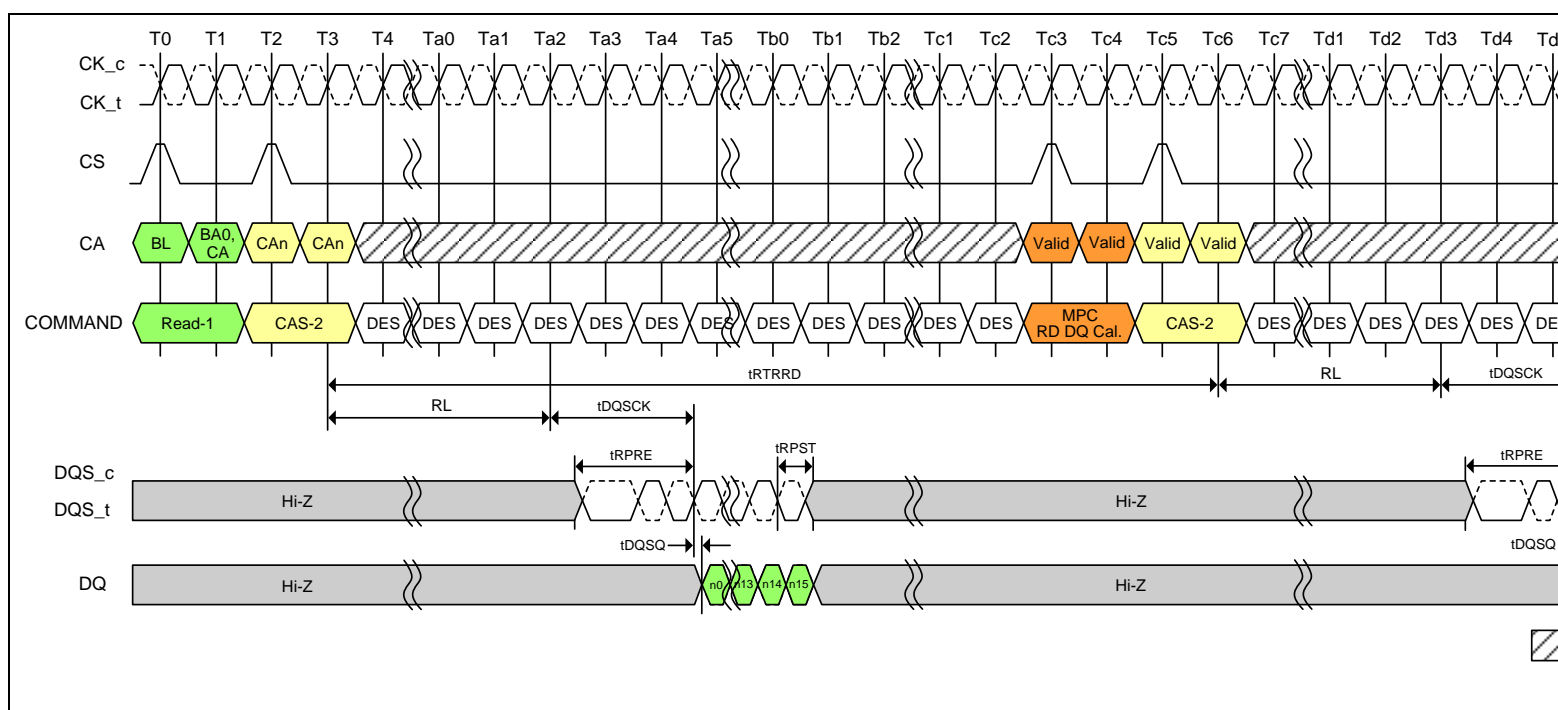 T0 T1 T2 T3 T4 Ta0 Ta1 Ta2 Ta3 Ta4 Ta5 Tb0 Tb1 Tb2 Tc1 Tc2 Tc3 Tc4 Tc5 Tc6 Tc7 Td1 Td2 Td3 Td4 Td
CK_c
CK_t
CS
CA BL BA0, CA CAn CAn Valid Valid Valid Valid
COMMAND Read-1 CAS-2 DES DES DES DES DES DES DES DES DES DES DES DES MPC RD DQ Cal. CAS-2 DES DES DES DES DES DE
tRTRRD RL tDQSCK
RL tDQSCK
tRPRE tRPST tRPRE
DQS_c
DQS_t Hi-Z Hi-Z
tDQSQ tDQSQ
DQ Hi-Z n0 n13 n14 n15 Hi-Z